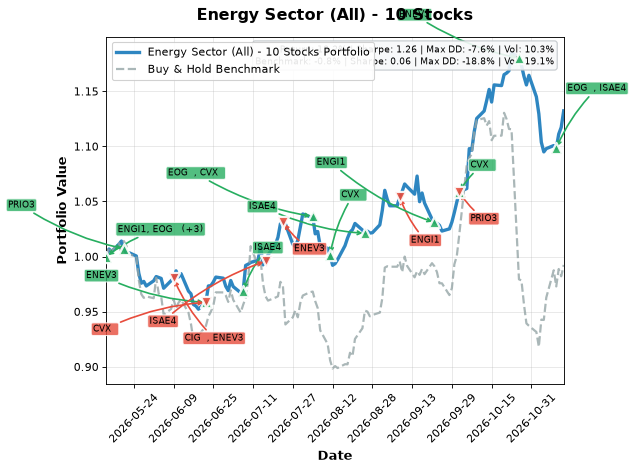 Energy Sector (All) - 10 Stocks
Energy Sector (All) - 10 Stocks Portfolio
Buy & Hold Benchmark
rpe: 1.26 | Max DD: -7.6% | Vol: 10.3%
Benchmark: -0.8% | Sharpe: 0.06 | Max DD: -18.8% | Vol: 19.1%
EOG , ISAE4
1.15
ENGI1
EOG , CVX
CVX
1.10
CVX
PRIO3
ISAE4
PRIO3
1.05
ENGI1, EOG (+3)
ENGI1
ISAE4
ENEV3
1.00
ENEV3
0.95
CVX
ISAE4
CIG , ENEV3
0.90
Portfolio Value
2026-05-24
2026-06-09
2026-06-25
2026-07-11
2026-07-27
2026-08-12
2026-08-28
2026-09-13
2026-09-29
2026-10-15
2026-10-31
Date